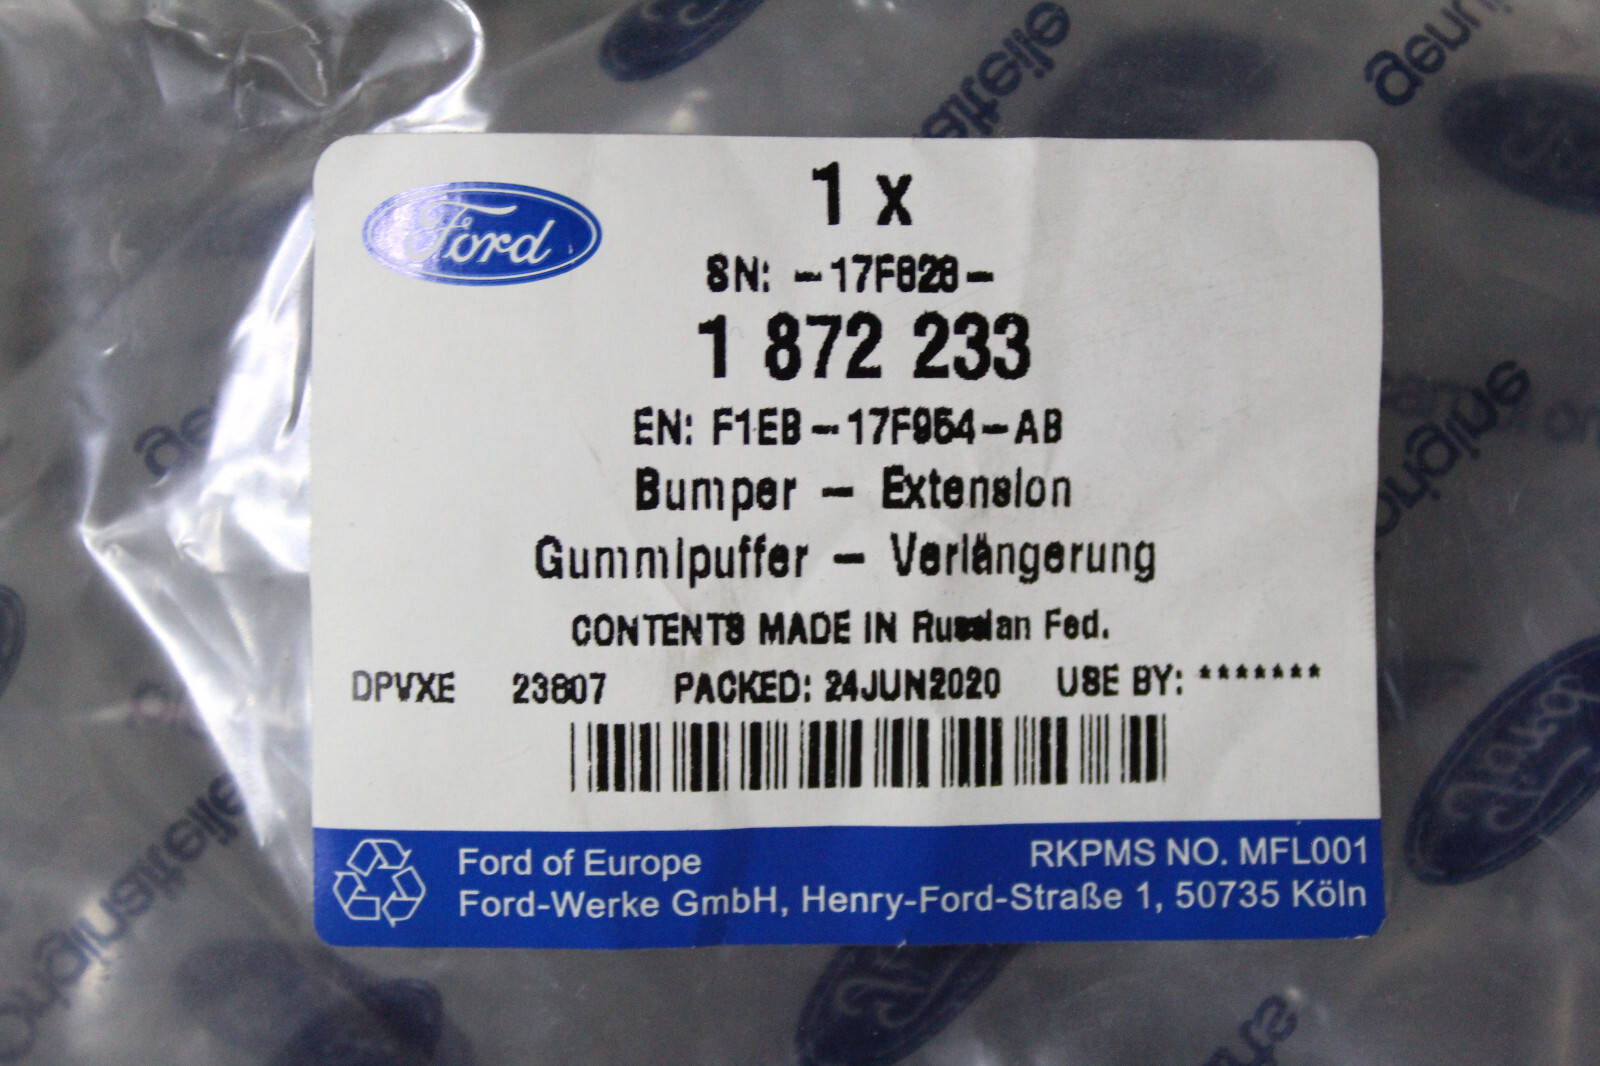 Ford
1 x
SN: -17F828-
1 872 233
EN: F1EB-17F954-AB
Bumper - Extension
Gummipuffer - Verlängerung
CONTENTS MADE IN Russian Fed.
DPVXE 23807 PACKED: 24JUN2020 USE BY: *******
Ford of Europe
RKPMS NO. MFL001
Ford-Werke GmbH, Henry-Ford-Straße 1, 50735 Köln